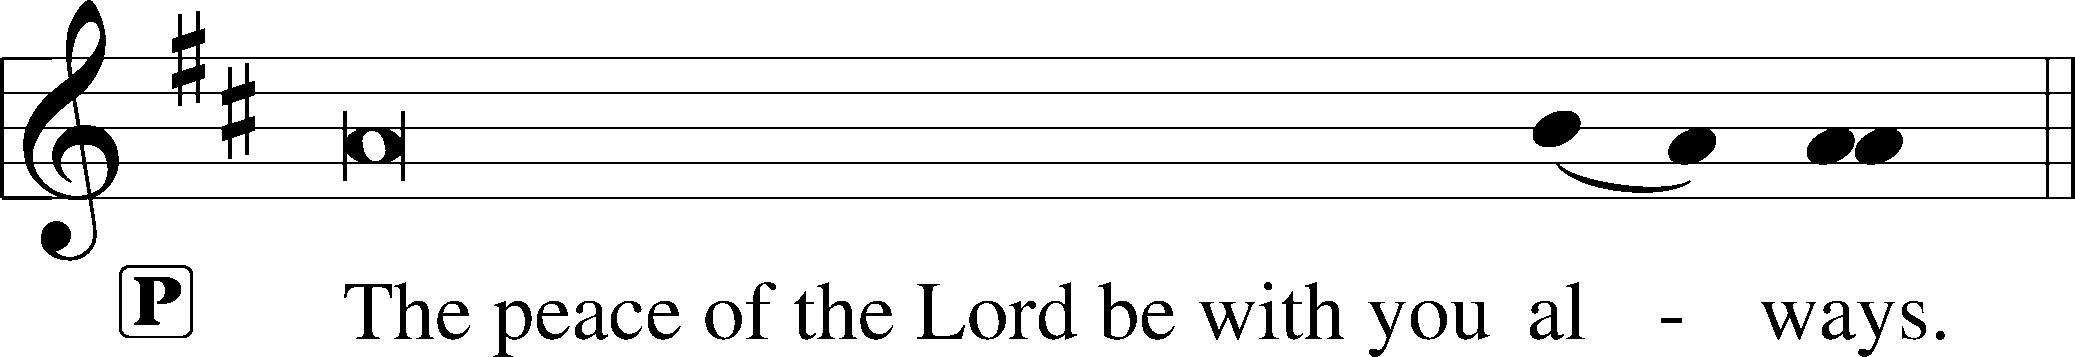 P The peace of the Lord be with you al - ways.